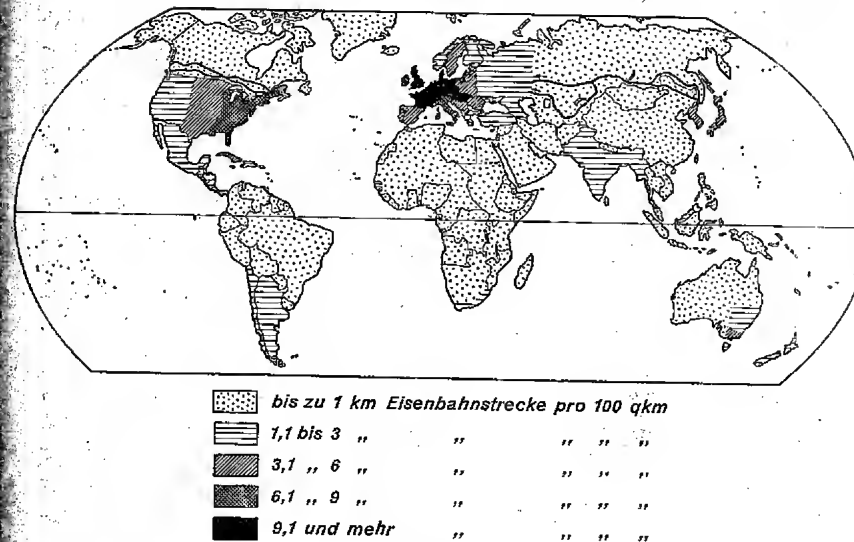 bis zu 1 km Eisenbahnstrecke pro 100 qkm
1,1 bis 3 „ „ „ „ „
3,1 „ 6 „ „ „ „ „
6,1 „ 9 „ „ „ „ „
9,1 und mehr „ „ „ „